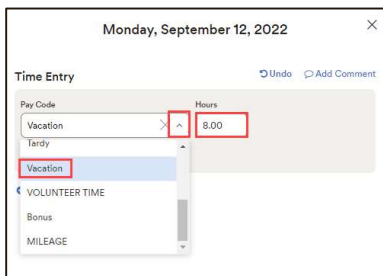 Monday, September 12, 2022
Time Entry
Undo Add Comment
Pay Code Hours
Vacation 8.00
Tardy
Vacation
VOLUNTEER TIME
Bonus
MILEAGE